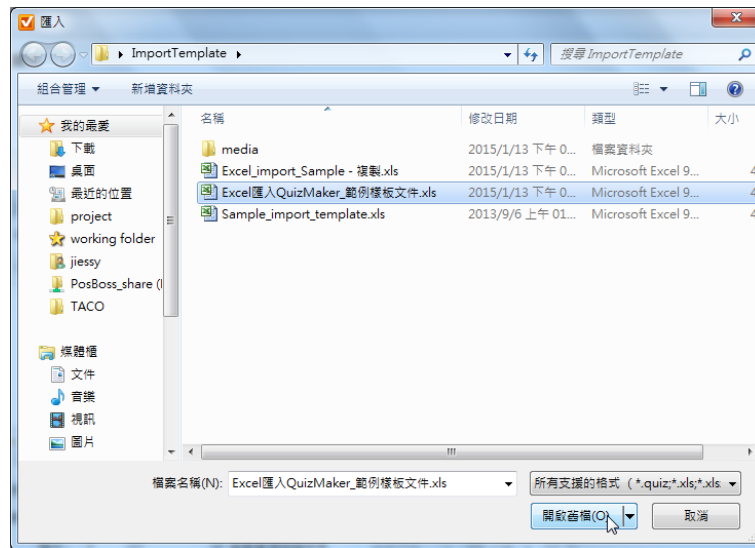 匯入
ImportTemplate
搜尋 ImportTemplate
組合管理 新增資料夾
名稱 修改日期 類型 大小
我的最愛
下載
桌面
最近的位置
project
working folder
jiessy
PosBoss_share (
TACO
媒體櫃
文件
音樂
視訊
圖片
media 2015/1/13 下午 0... 檔案資料夾
Excel_import_Sample - 複製.xls 2015/1/13 下午 0... Microsoft Excel 9... 4
Excel匯入QuizMaker_範例樣板文件.xls 2015/1/13 下午 0... Microsoft Excel 9... 4
Sample_import_template.xls 2013/9/6 上午 01... Microsoft Excel 9... 4
檔案名稱(N): Excel匯入QuizMaker_範例樣板文件.xls 所有支援的格式 (*.quiz;*.xls;*.xls
開啟舊檔(O) 取消